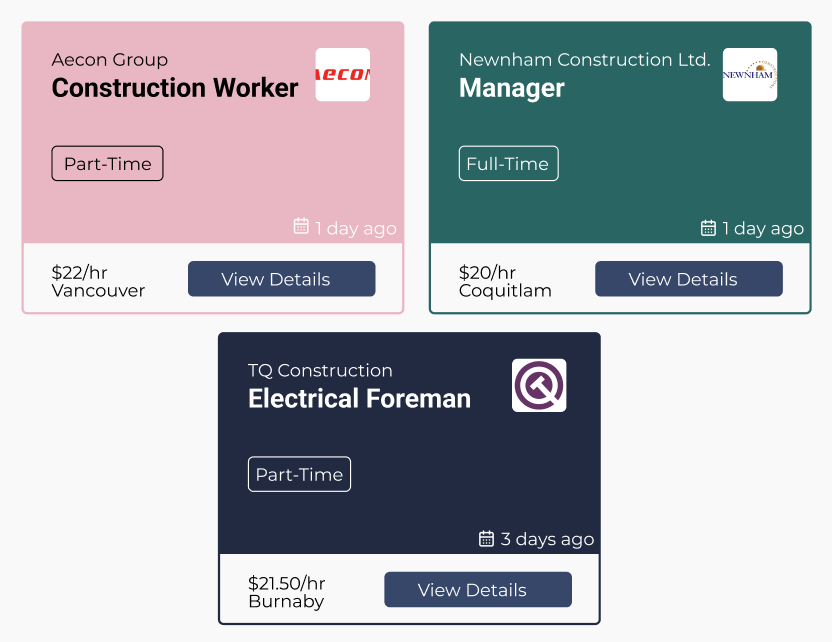 Aecon Group
Construction Worker
AECON
Part-Time
1 day ago
$22/hr
Vancouver
View Details
Newnham Construction Ltd.
Manager
NEWNHAM
Full-Time
1 day ago
$20/hr
Coquitlam
View Details
TQ Construction
Electrical Foreman
Part-Time
3 days ago
$21.50/hr
Burnaby
View Details